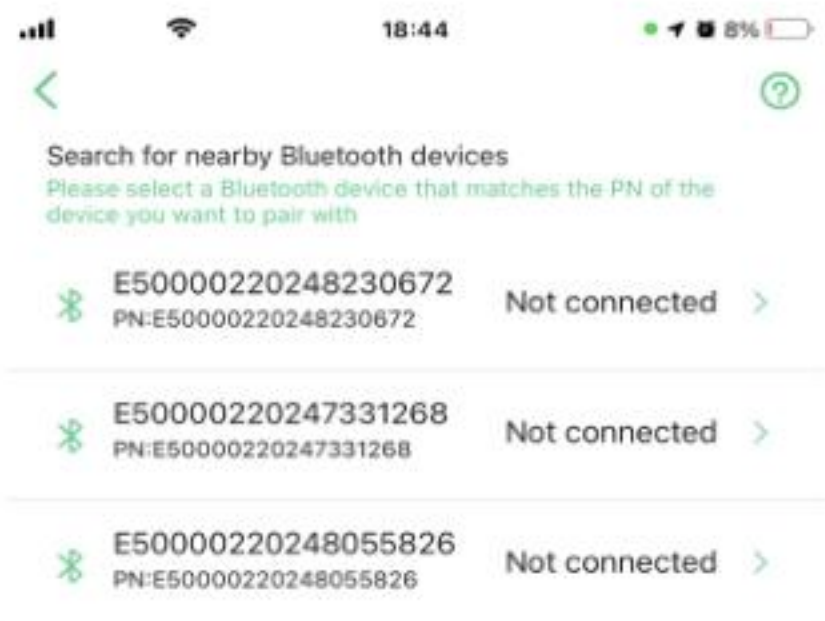 18:44
8%
Search for nearby Bluetooth devices
Please select a Bluetooth device that matches the PN of the
device you want to pair with
E50000220248230672
Not connected
PN:E50000220248230672
E50000220247331268
Not connected
PN:E50000220247331268
E50000220248055826
Not connected
PN:E50000220248055826